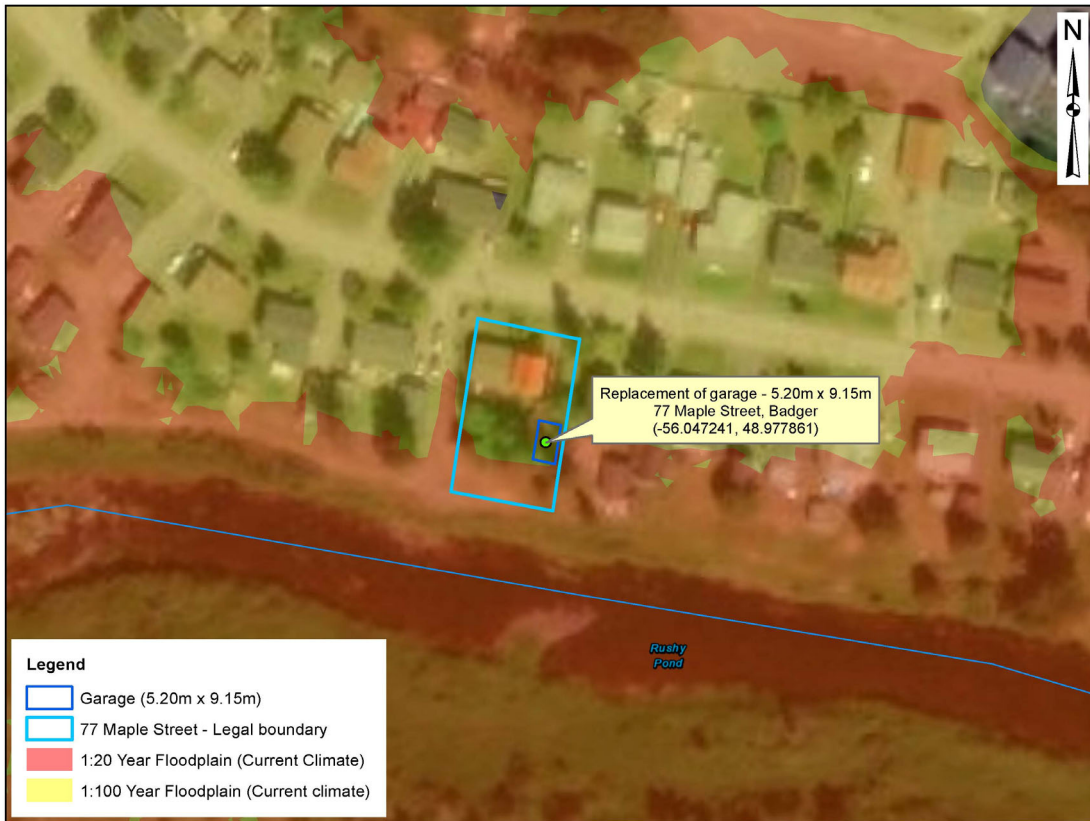 N
Replacement of garage - 5.20m x 9.15m
77 Maple Street, Badger
(-56.047241, 48.977861)
Rushy
Pond
Legend
Garage (5.20m x 9.15m)
77 Maple Street - Legal boundary
1:20 Year Floodplain (Current Climate)
1:100 Year Floodplain (Current climate)